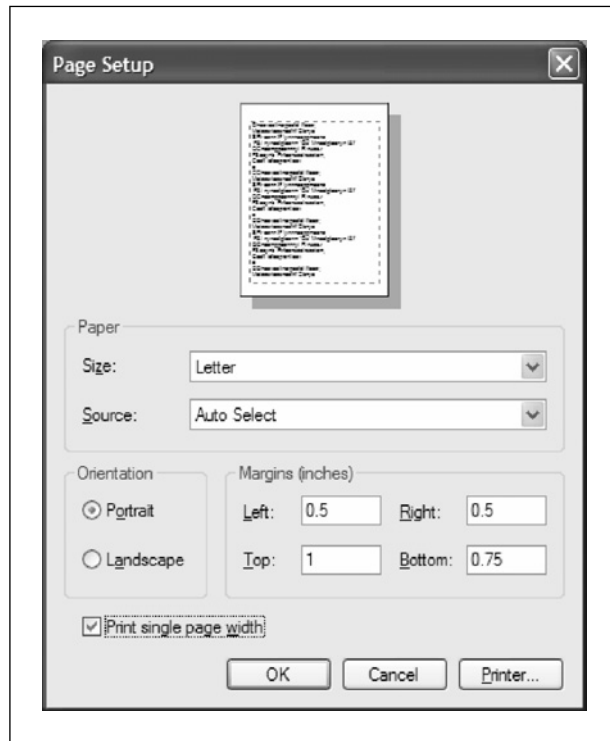 Page Setup
Paper
Size: Letter
Source: Auto Select
Orientation
Portrait
Landscape
Margins (inches)
Left: 0.5 Right: 0.5
Top: 1 Bottom: 0.75
Print single page width
OK Cancel Printer...